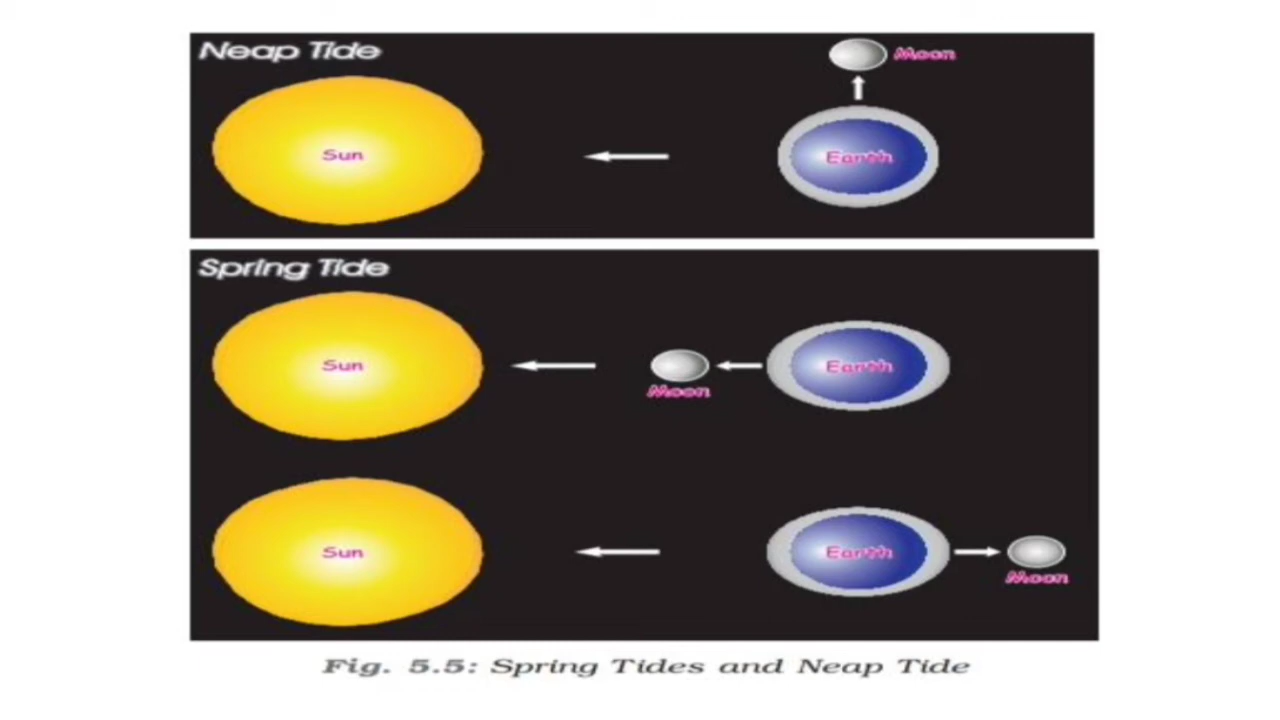 Neap Tide
Moon
Sun
Earth
Spring Tide
Sun
Moon
Earth
Sun
Earth
Moon
Fig. 5.5: Spring Tides and Neap Tide